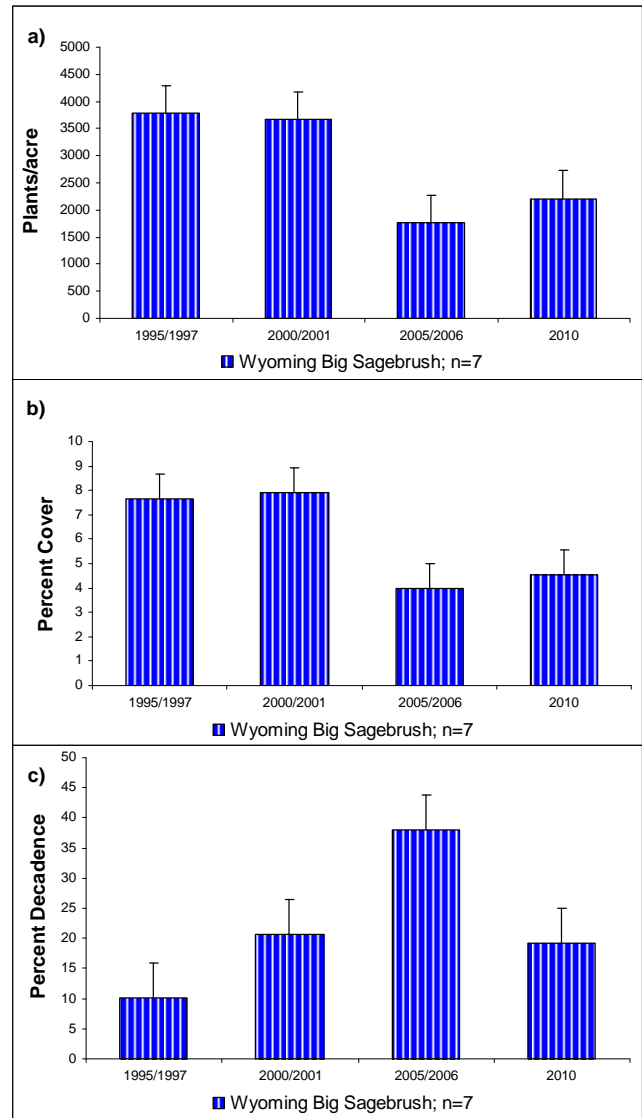 a)
Plants/acre
5000
4500
4000
3500
3000
2500
2000
1500
1000
500
0
1995/1997 2000/2001 2005/2006 2010
Wyoming Big Sagebrush; n=7
b)
Percent Cover
10
9
8
7
6
5
4
3
2
1
0
1995/1997 2000/2001 2005/2006 2010
Wyoming Big Sagebrush; n=7
c)
Percent Decadence
50
45
40
35
30
25
20
15
10
5
0
1995/1997 2000/2001 2005/2006 2010
Wyoming Big Sagebrush; n=7